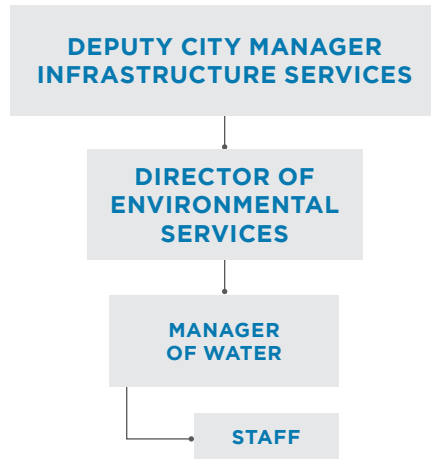 DEPUTY CITY MANAGER
INFRASTRUCTURE SERVICES
DIRECTOR OF
ENVIRONMENTAL
SERVICES
MANAGER
OF WATER
STAFF